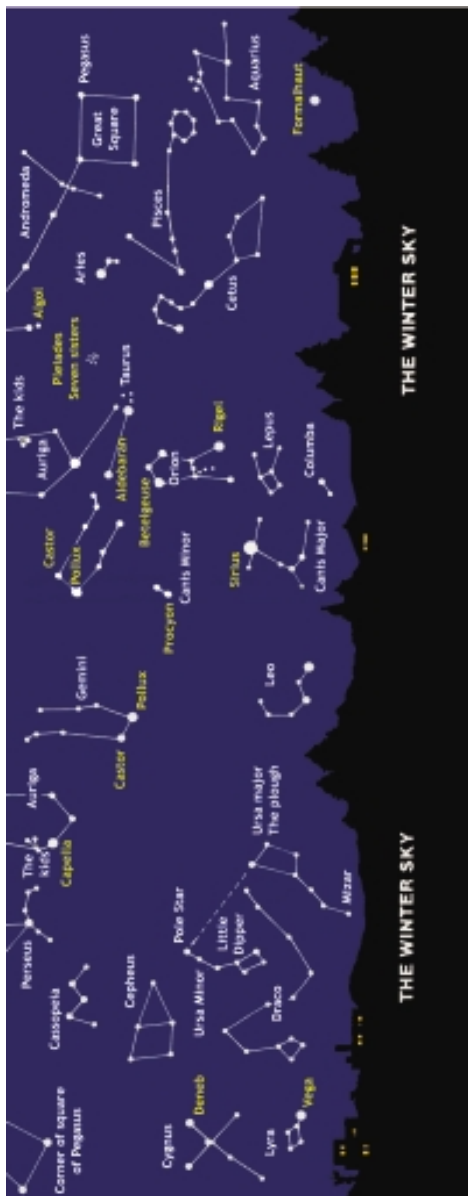 Corner of square
of Pegasus
Cygnus
Deneb
Lyra
Vega
Cassopeia
Cepheus
Ursa Minor
Draco
Perseus
The
kids
Capella
Auriga
Pole Star
Little
Dipper
Ursa major
The plough
Mizar
Gemini
Castor
Pollux
Leo
Castor
Pollux
Procyon
Canis Minor
Sirius
Canis Major
Auriga
The kids
Aldebaran
Taurus
Betelgeuse
Orion
Rigel
Lepus
Columba
Pleiades
Seven sisters
Algol
Andromeda
Aries
Pisces
Cetus
Pegasus
Great
Square
Aquarius
Formalhaut
THE WINTER SKY
THE WINTER SKY